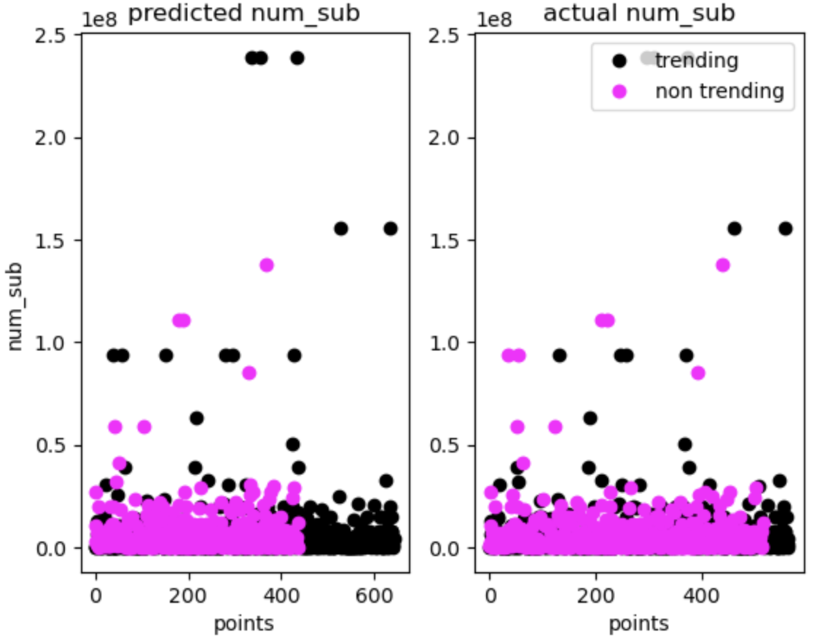 predicted num_sub
actual num_sub
1e8
1e8
2.5
2.0
1.5
1.0
0.5
0.0
num_sub
0
200
400
600
points
2.5
2.0
1.5
1.0
0.5
0.0
0
200
400
points
trending
non trending